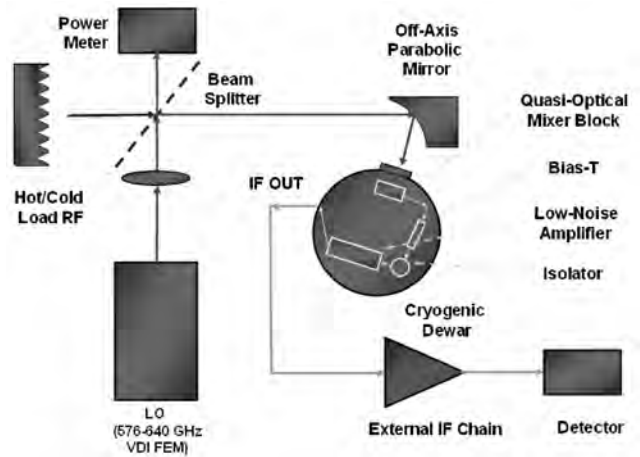 Power
Meter
Off-Axis
Parabolic
Mirror
Beam
Splitter
Quasi-Optical
Mixer Block
Hot/Cold
Load RF
IF OUT
Bias-T
Low-Noise
Amplifier
Isolator
Cryogenic
Dewar
LO
(576-640 GHz
VDI FEM)
External IF Chain
Detector